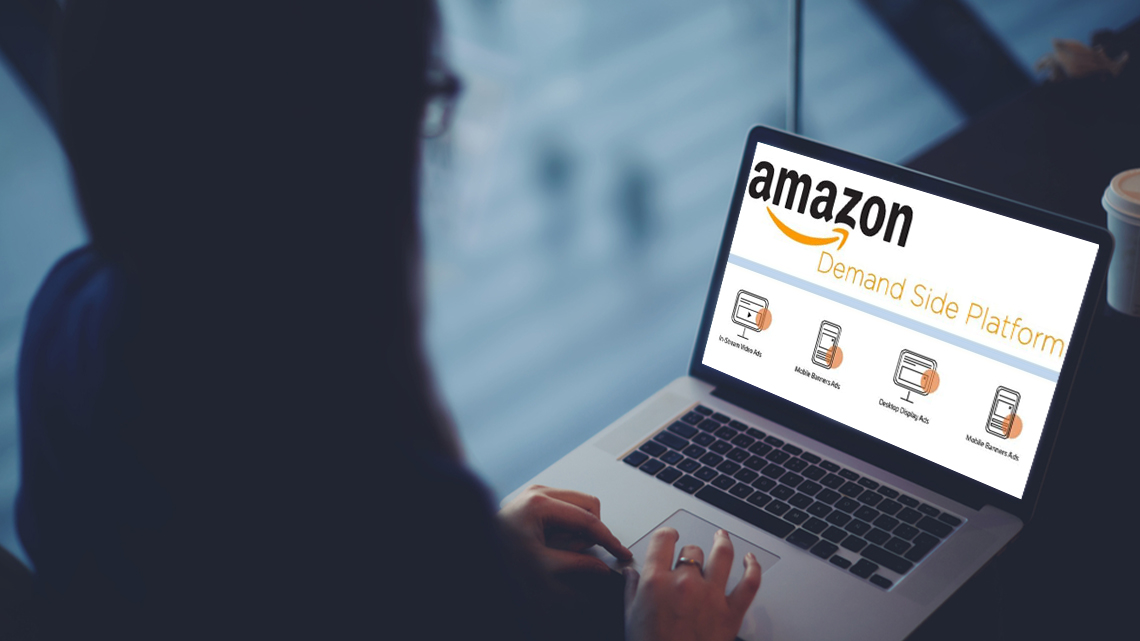 amazon
Demand Side Platform
In-Stream Video Ads
Mobile Banners Ads
Desktop Display Ads
Mobile Banners Ads